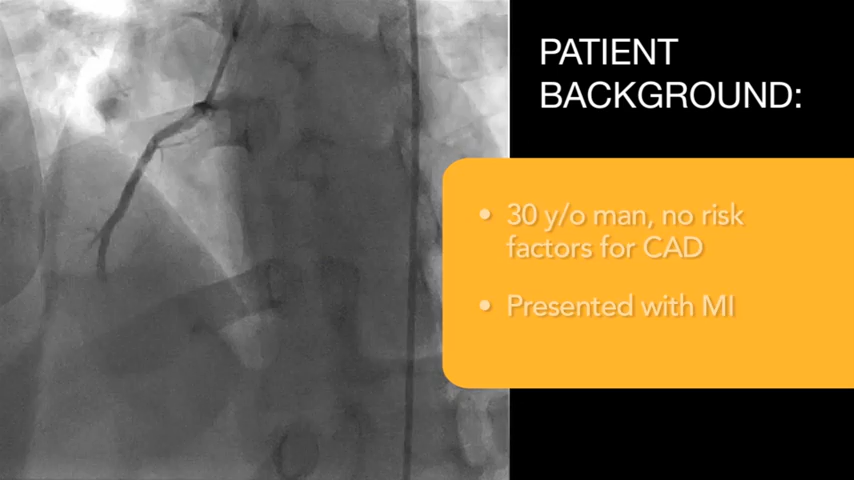 PATIENT
BACKGROUND:
• 30 y/o man, no risk
factors for CAD
• Presented with MI